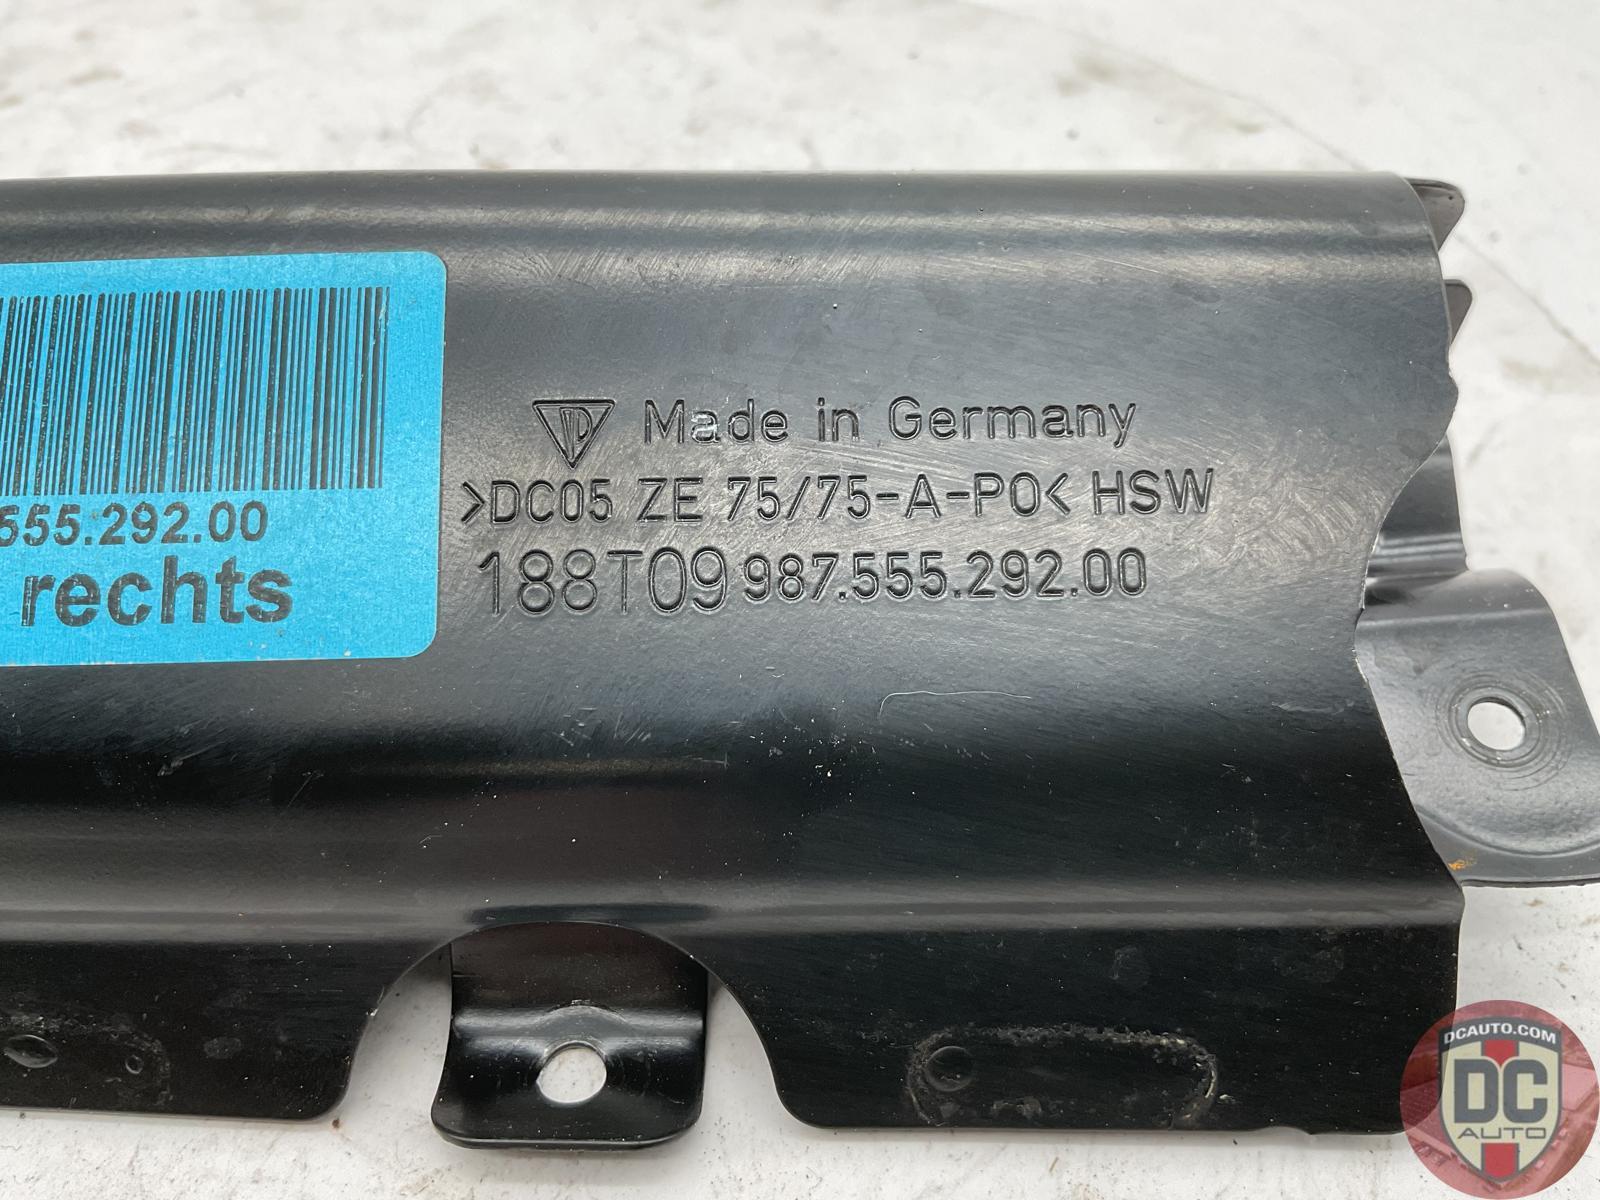 555.292.00
rechts
Made in Germany
>DC05 ZE 75/75-A-PO< HSW
188T09 987.555.292.00
DCAUTO.COM
DC
AUTO